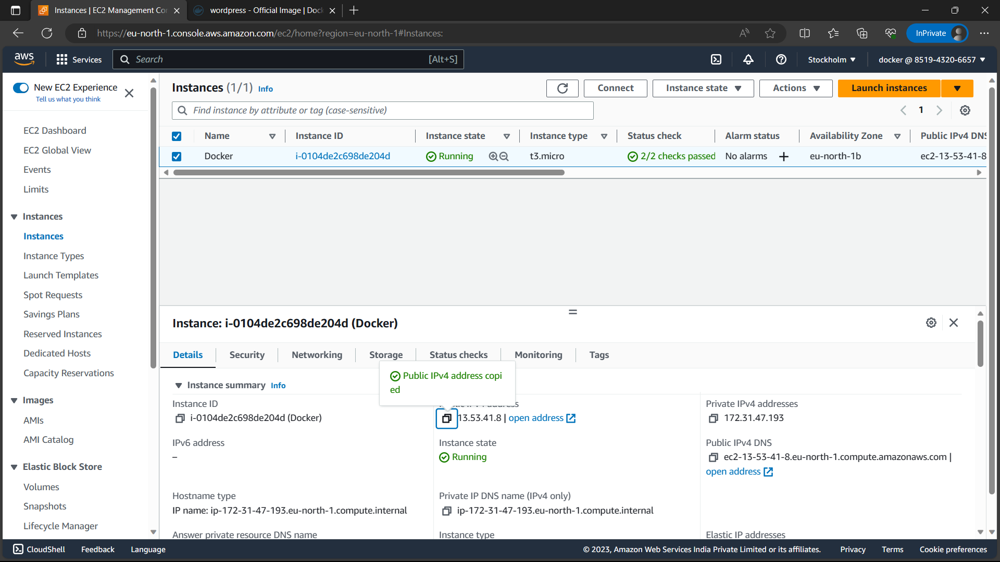 Instances | EC2 Management Co
wordpress - Official Image | Doc
https://eu-north-1.console.aws.amazon.com/ec2/home?region=eu-north-1#Instances:
InPrivate
aws
Services
Search
[Alt+S]
Stockholm
docker @ 8519-4320-6657
New EC2 Experience
Tell us what you think
EC2 Dashboard
EC2 Global View
Events
Limits
Instances
Instances
Instance Types
Launch Templates
Spot Requests
Savings Plans
Reserved Instances
Dedicated Hosts
Capacity Reservations
Images
AMIs
AMI Catalog
Elastic Block Store
Volumes
Snapshots
Lifecycle Manager
Instances (1/1) Info
Connect
Instance state
Actions
Launch instances
Find instance by attribute or tag (case-sensitive)
1
Name Instance ID Instance state Instance type Status check Alarm status Availability Zone Public IPv4 DNS
Docker i-0104de2c698de204d Running t3.micro 2/2 checks passed No alarms eu-north-1b ec2-13-53-41-8
Instance: i-0104de2c698de204d (Docker)
Details Security Networking Storage Status checks Monitoring Tags
Public IPv4 address copi
ed
Instance summary Info
Instance ID
i-0104de2c698de204d (Docker)
13.53.41.8 | open address
Private IPv4 addresses
172.31.47.193
IPv6 address
–
Instance state
Running
Public IPv4 DNS
ec2-13-53-41-8.eu-north-1.compute.amazonaws.com |
open address
Hostname type
IP name: ip-172-31-47-193.eu-north-1.compute.internal
Private IP DNS name (IPv4 only)
ip-172-31-47-193.eu-north-1.compute.internal
Answer private resource DNS name
Instance type
Elastic IP addresses
CloudShell Feedback Language
© 2023, Amazon Web Services India Private Limited or its affiliates. Privacy Terms Cookie preferences